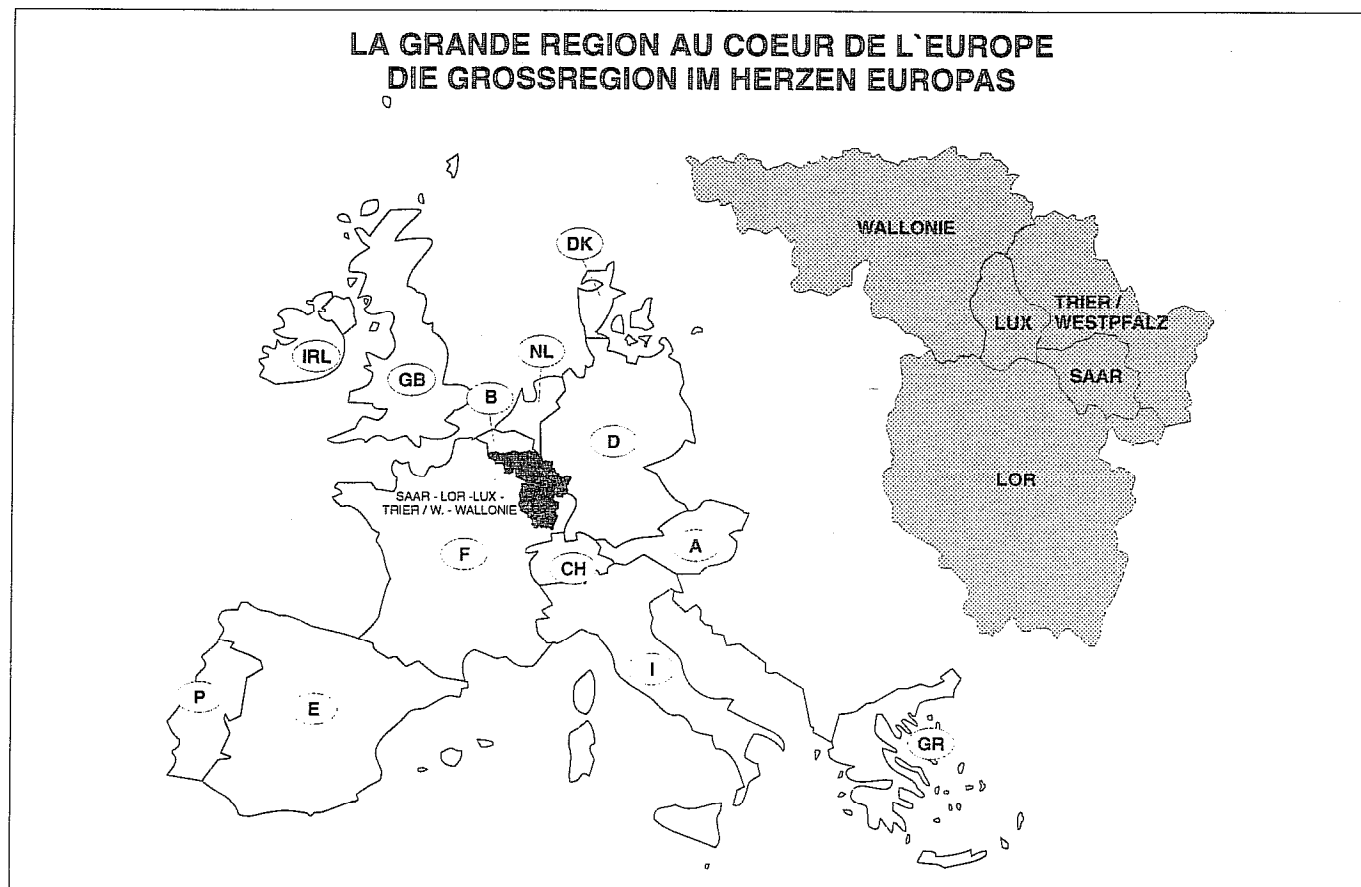 LA GRANDE REGION AU COEUR DE L`EUROPE
DIE GROSSREGION IM HERZEN EUROPAS
WALLONIE
DK
TRIER /
WESTPFALZ
LUX
IRL
NL
GB
SAAR
B
D
LOR
SAAR - LOR -LUX -
TRIER / W. - WALLONIE
F
A
CH
I
P
E
GR